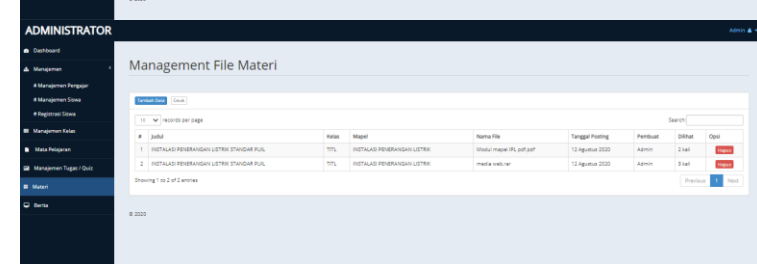 © 2020
ADMINISTRATOR
Admin
Dashboard
Manajemen
# Manajemen Pengajar
# Manajemen Siswa
# Registrasi Siswa
Manajemen Kelas
Mata Pelajaran
Manajemen Tugas / Quiz
Materi
Berita
Management File Materi
Tambah Data Cetak
10 records per page
Search:
# Judul Kelas Mapel Nama File Tanggal Posting Pembuat Dilihat Opsi
1 INSTALASI PENERANGAN LISTRIK STANDAR PUIL TITL INSTALASI PENERANGAN LISTRIK Modul mapel IPL pdf.pdf 12 Agustus 2020 Admin 2 kali Hapus
2 INSTALASI PENERANGAN LISTRIK STANDAR PUIL TITL INSTALASI PENERANGAN LISTRIK media web.rar 12 Agustus 2020 Admin 3 kali Hapus
Showing 1 to 2 of 2 entries
Previous 1 Next
© 2020